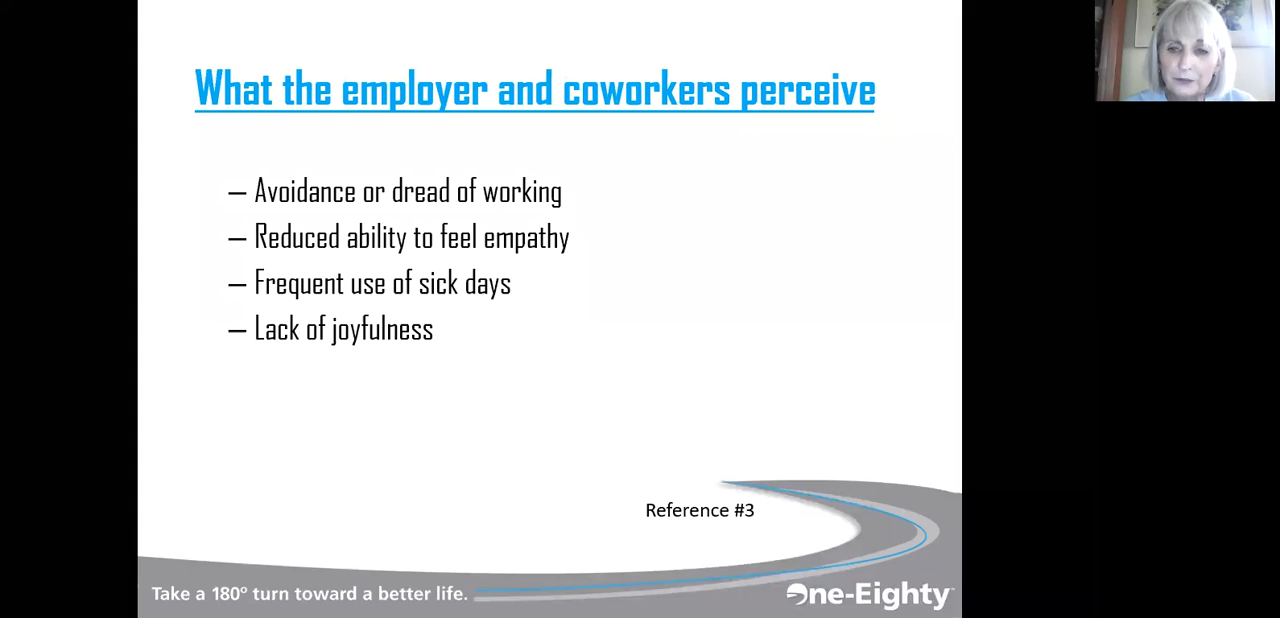 What the employer and coworkers perceive
– Avoidance or dread of working
– Reduced ability to feel empathy
– Frequent use of sick days
– Lack of joyfulness
Reference #3
Take a 180° turn toward a better life.
One-Eighty